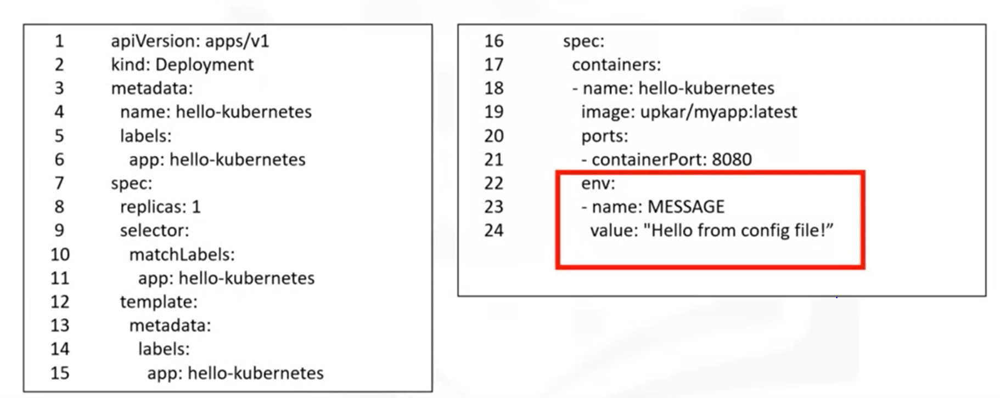 1 apiVersion: apps/v1
2 kind: Deployment
3 metadata:
4   name: hello-kubernetes
5   labels:
6     app: hello-kubernetes
7 spec:
8   replicas: 1
9   selector:
10     matchLabels:
11       app: hello-kubernetes
12   template:
13     metadata:
14       labels:
15         app: hello-kubernetes
16 spec:
17   containers:
18   - name: hello-kubernetes
19     image: upkar/myapp:latest
20     ports:
21     - containerPort: 8080
22     env:
23     - name: MESSAGE
24       value: "Hello from config file!”